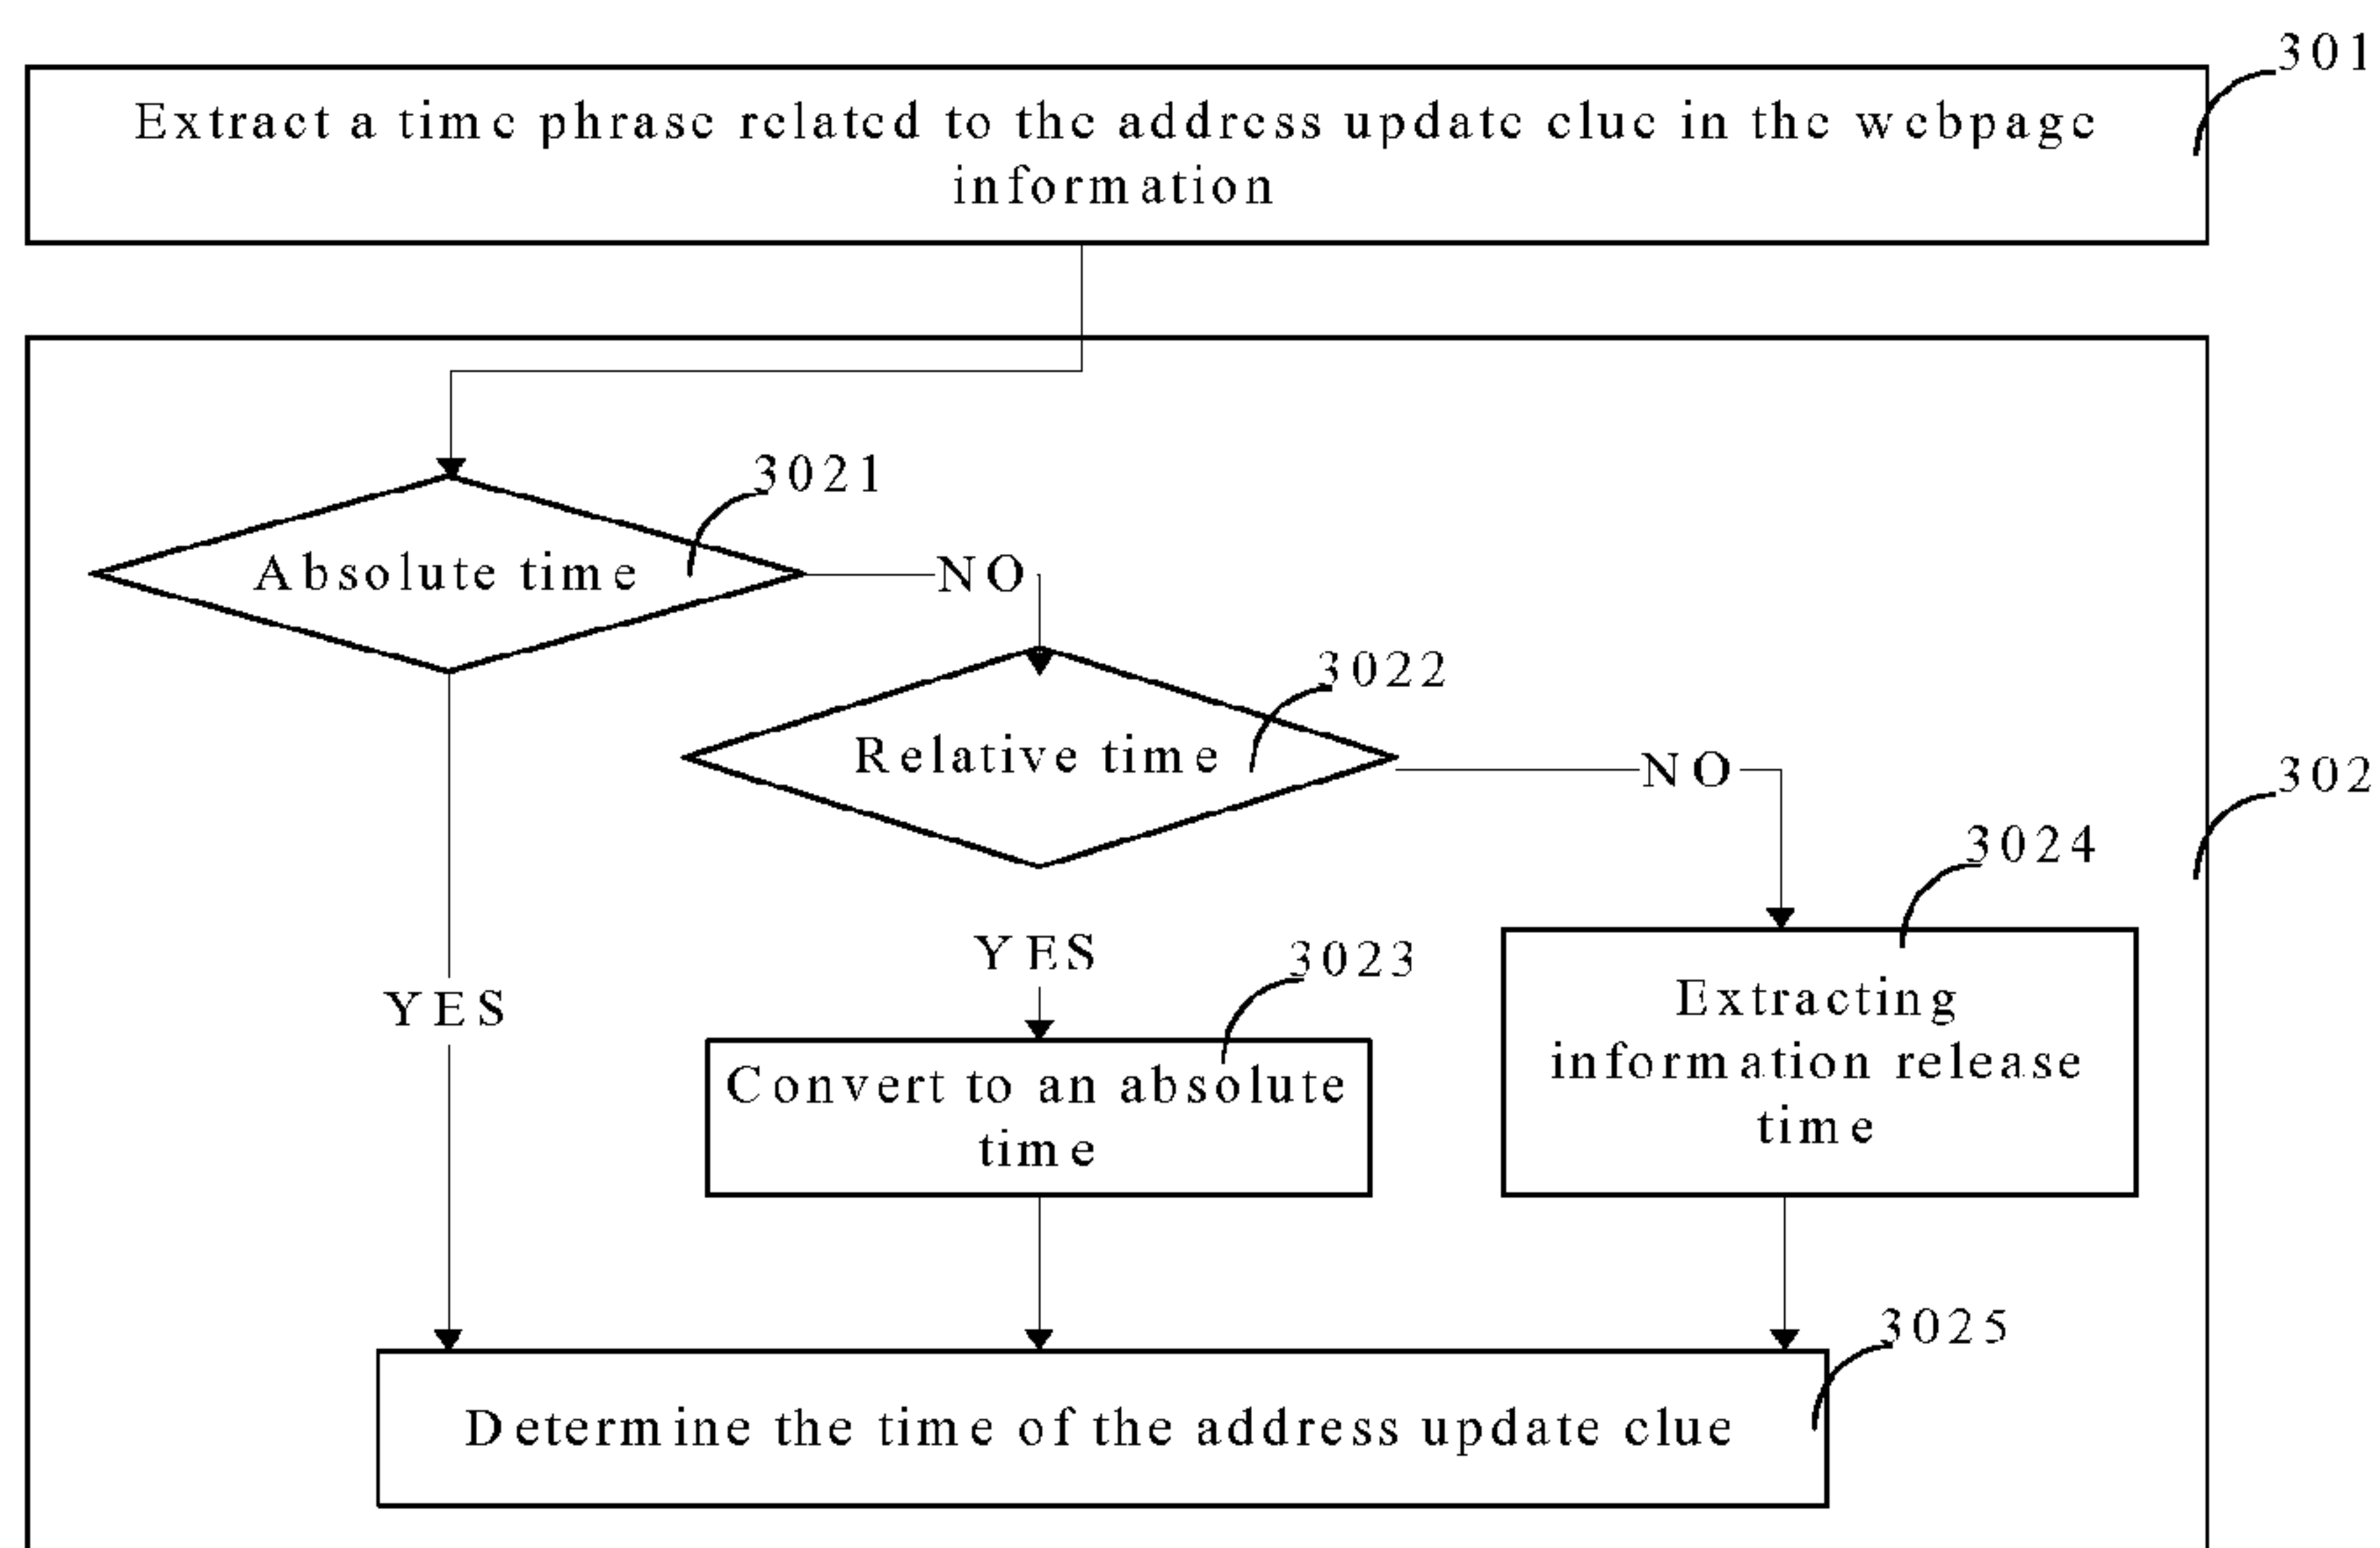 301
Extract a time phrase related to the address update clue in the webpage
information
3021
Absolute time
NO
3022
Relative time
NO
302
3024
YES
3023
Extracting
information release
time
YES
Convert to an absolute
time
3025
Determine the time of the address update clue